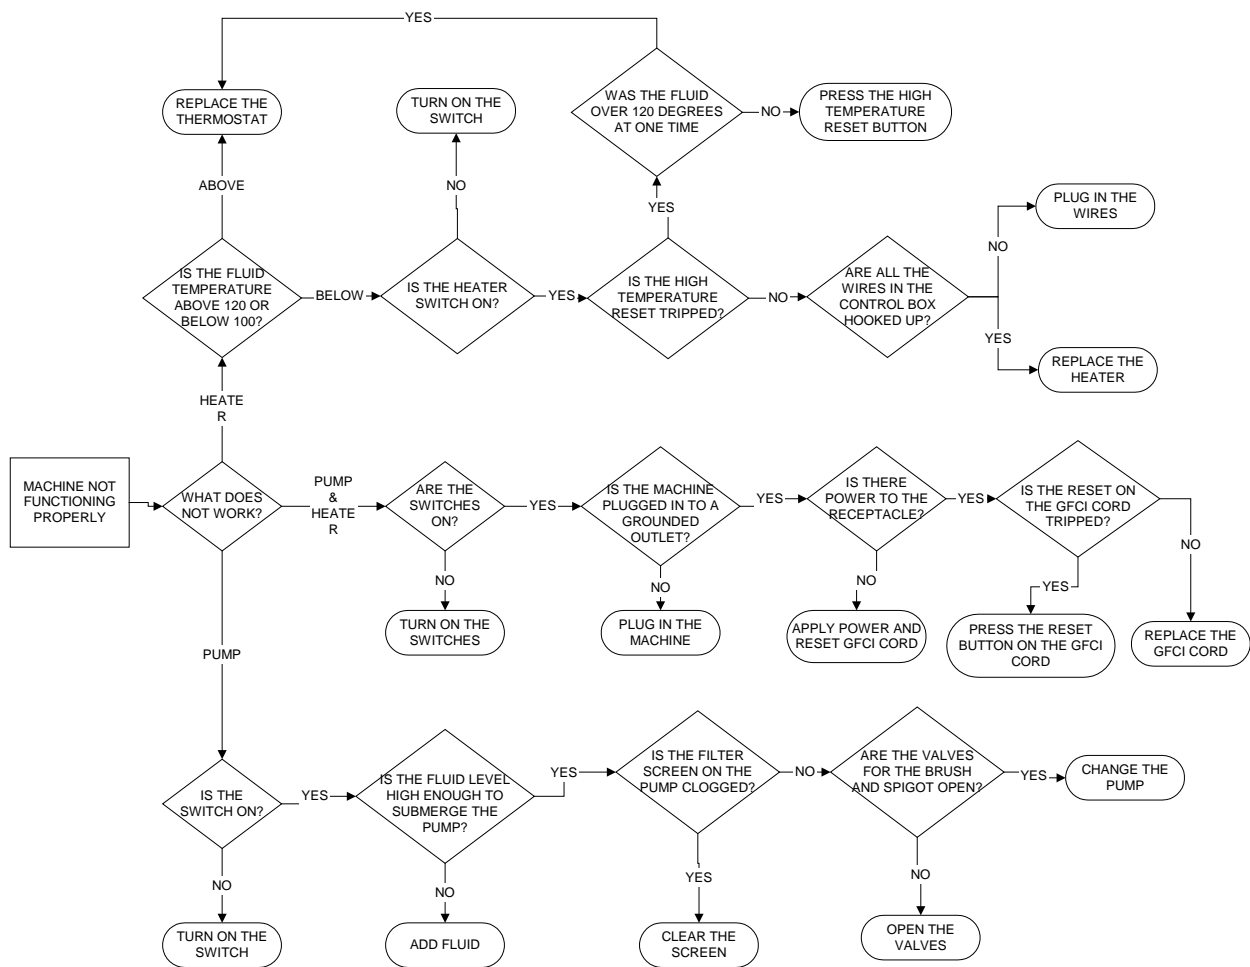 YES
REPLACE THE
THERMOSTAT
TURN ON THE
SWITCH
WAS THE FLUID
OVER 120 DEGREES
AT ONE TIME
NO
PRESS THE HIGH
TEMPERATURE
RESET BUTTON
ABOVE
NO
YES
PLUG IN THE
WIRES
NO
IS THE FLUID
TEMPERATURE
ABOVE 120 OR
BELOW 100?
BELOW
IS THE HEATER
SWITCH ON?
YES
IS THE HIGH
TEMPERATURE
RESET TRIPPED?
NO
ARE ALL THE
WIRES IN THE
CONTROL BOX
HOOKED UP?
YES
REPLACE THE
HEATER
HEATE
R
MACHINE NOT
FUNCTIONING
PROPERLY
WHAT DOES
NOT WORK?
PUMP
&
HEATE
R
ARE THE
SWITCHES
ON?
YES
IS THE MACHINE
PLUGGED IN TO A
GROUNDED
OUTLET?
YES
IS THERE
POWER TO THE
RECEPTACLE?
YES
IS THE RESET ON
THE GFCI CORD
TRIPPED?
NO
NO
NO
NO
YES
TURN ON THE
SWITCHES
PLUG IN THE
MACHINE
APPLY POWER AND
RESET GFCI CORD
PRESS THE RESET
BUTTON ON THE GFCI
CORD
REPLACE THE
GFCI CORD
PUMP
IS THE
SWITCH ON?
YES
IS THE FLUID LEVEL
HIGH ENOUGH TO
SUBMERGE THE
PUMP?
YES
IS THE FILTER
SCREEN ON THE
PUMP CLOGGED?
NO
ARE THE VALVES
FOR THE BRUSH
AND SPIGOT OPEN?
YES
CHANGE THE
PUMP
NO
NO
YES
NO
TURN ON THE
SWITCH
ADD FLUID
CLEAR THE
SCREEN
OPEN THE
VALVES